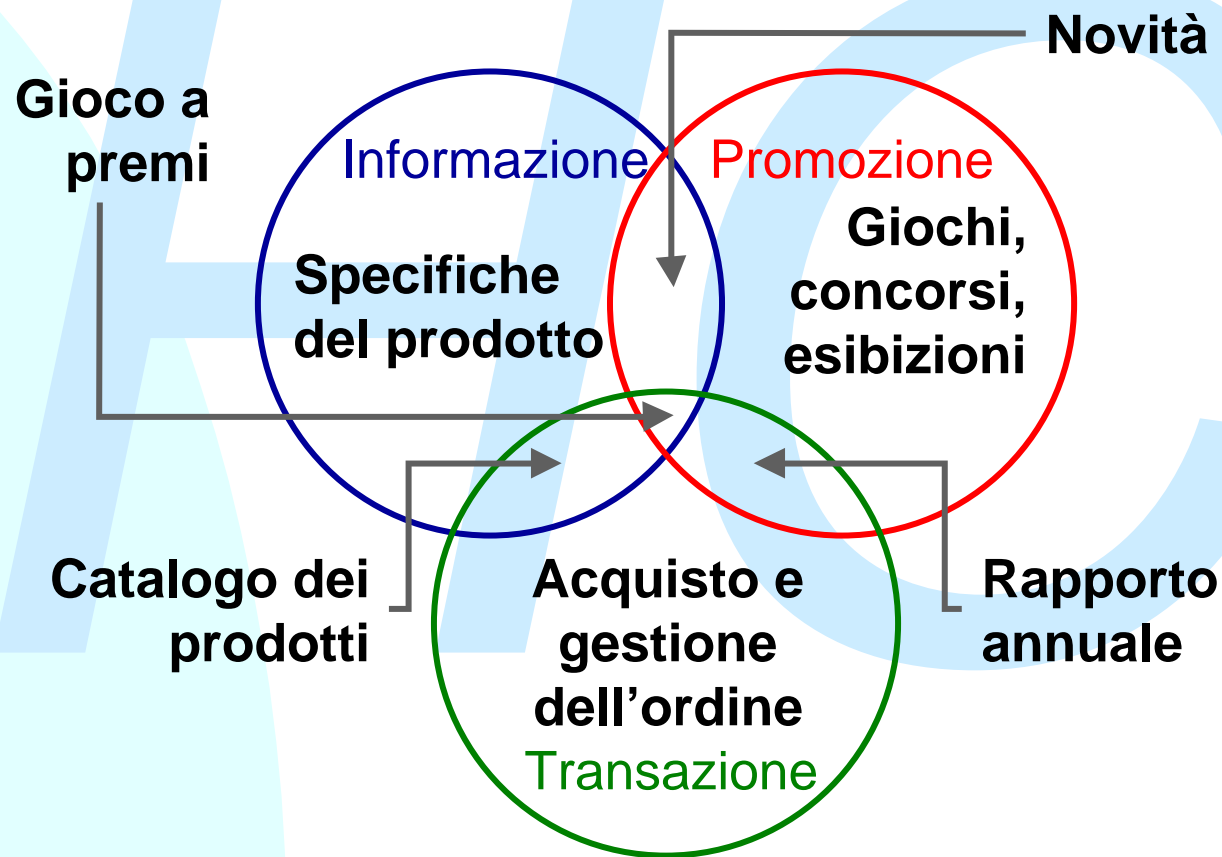 Novità
Gioco a
premi
Informazione
Promozione
Giochi,
concorsi,
esibizioni
Specifiche
del prodotto
Catalogo dei
prodotti
Acquisto e
gestione
dell’ordine
Transazione
Rapporto
annuale